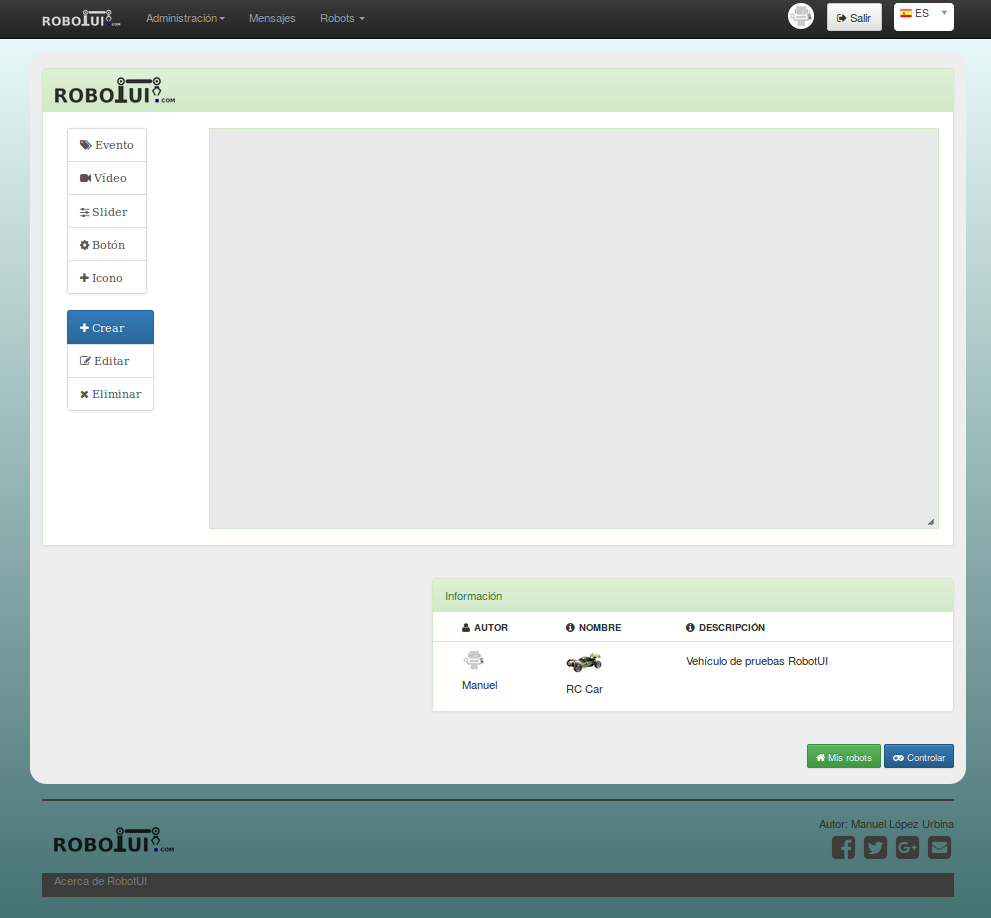 ROBOTUI.COM Administración Mensajes Robots Salir ES
ROBOTUI.COM
Evento
Vídeo
Slider
Botón
Icono
Crear
Editar
Eliminar
Información
AUTOR NOMBRE DESCRIPCIÓN
Manuel RC Car Vehículo de pruebas RobotUI
Mis robots Controlar
Autor: Manuel López Urbina
ROBOTUI.COM
Acerca de RobotUI